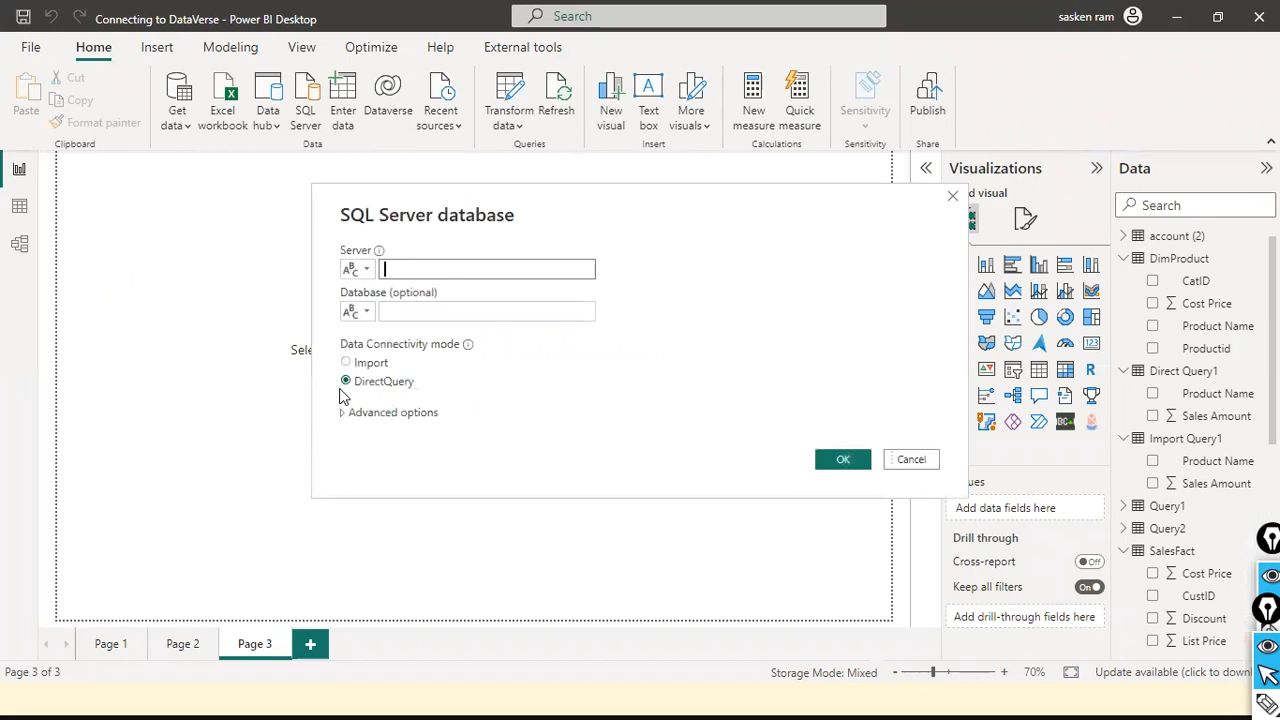 Connecting to DataVerse - Power BI Desktop
Search
sasken ram
File Home Insert Modeling View Optimize Help External tools
Paste
Cut
Copy
Format painter
Get data
Excel workbook
Data hub
SQL Server
Enter data
Dataverse
Recent sources
Transform data
Refresh
New visual
Text box
More visuals
New measure
Quick measure
Sensitivity
Publish
Clipboard Data Queries Insert Calculations Sensitivity Share
SQL Server database
Server
Database (optional)
Data Connectivity mode
Import
DirectQuery
Advanced options
OK
Cancel
Visualizations
Add data fields here
Drill through
Cross-report
Off
Keep all filters
On
Add drill-through fields here
Data
Search
account (2)
DimProduct
CatID
Cost Price
Product Name
Productid
Direct Query1
Product Name
Sales Amount
Import Query1
Product Name
Sales Amount
Query1
Query2
SalesFact
Cost Price
CustID
Discount
List Price
Page 1
Page 2
Page 3
Page 3 of 3
Storage Mode: Mixed
70%
Update available (click to